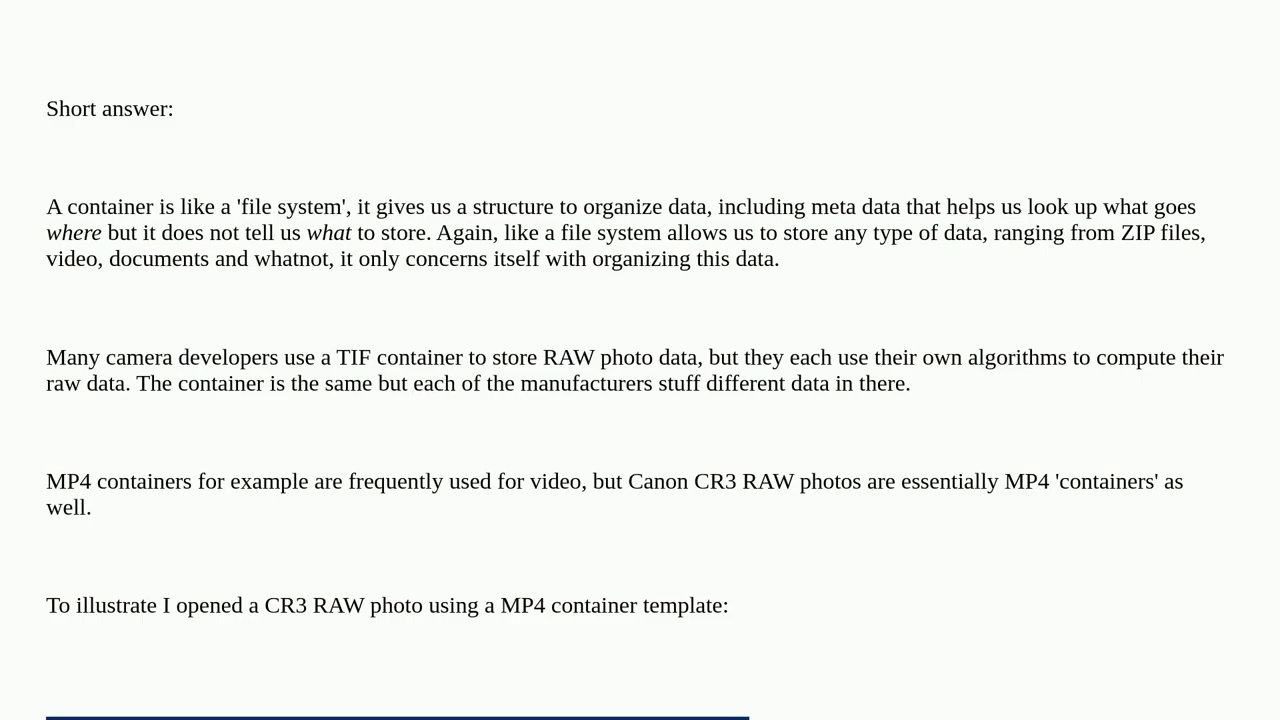 Short answer:
A container is like a 'file system', it gives us a structure to organize data, including meta data that helps us look up what goes
where but it does not tell us what to store. Again, like a file system allows us to store any type of data, ranging from ZIP files,
video, documents and whatnot, it only concerns itself with organizing this data.
Many camera developers use a TIF container to store RAW photo data, but they each use their own algorithms to compute their
raw data. The container is the same but each of the manufacturers stuff different data in there.
MP4 containers for example are frequently used for video, but Canon CR3 RAW photos are essentially MP4 'containers' as
well.
To illustrate I opened a CR3 RAW photo using a MP4 container template: